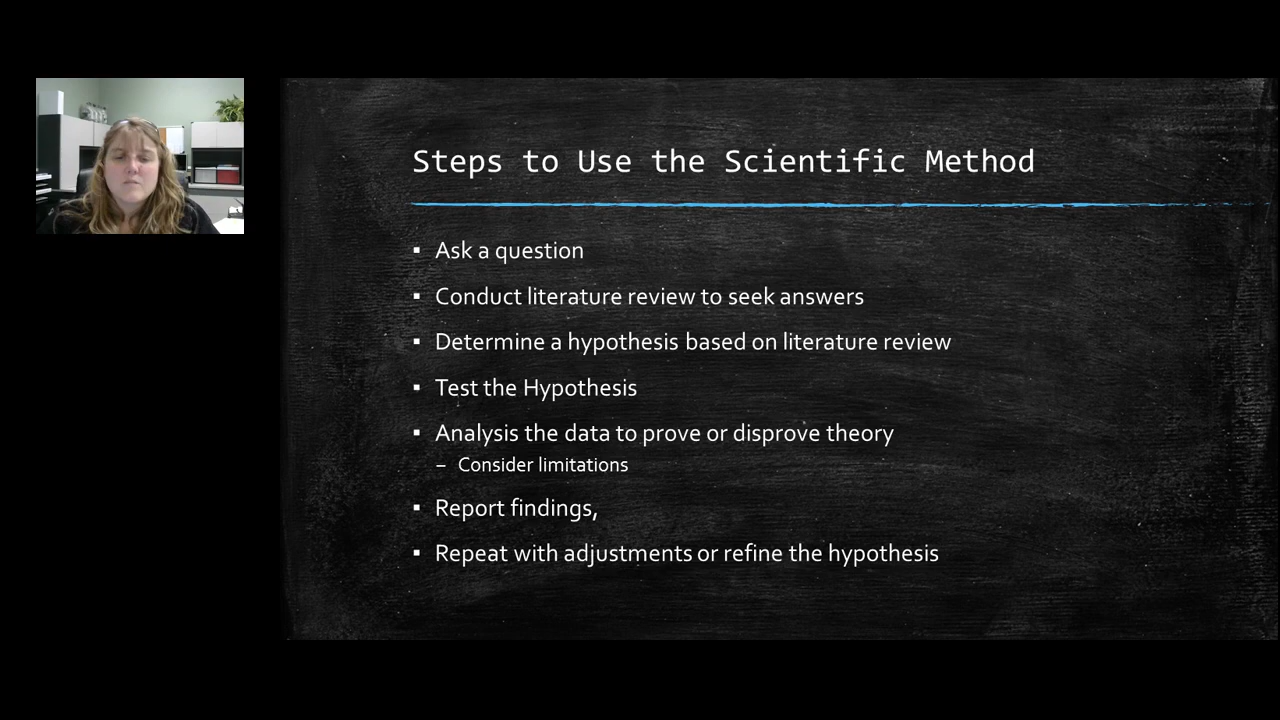 Steps to Use the Scientific Method
▪ Ask a question
▪ Conduct literature review to seek answers
▪ Determine a hypothesis based on literature review
▪ Test the Hypothesis
▪ Analysis the data to prove or disprove theory
– Consider limitations
▪ Report findings,
▪ Repeat with adjustments or refine the hypothesis